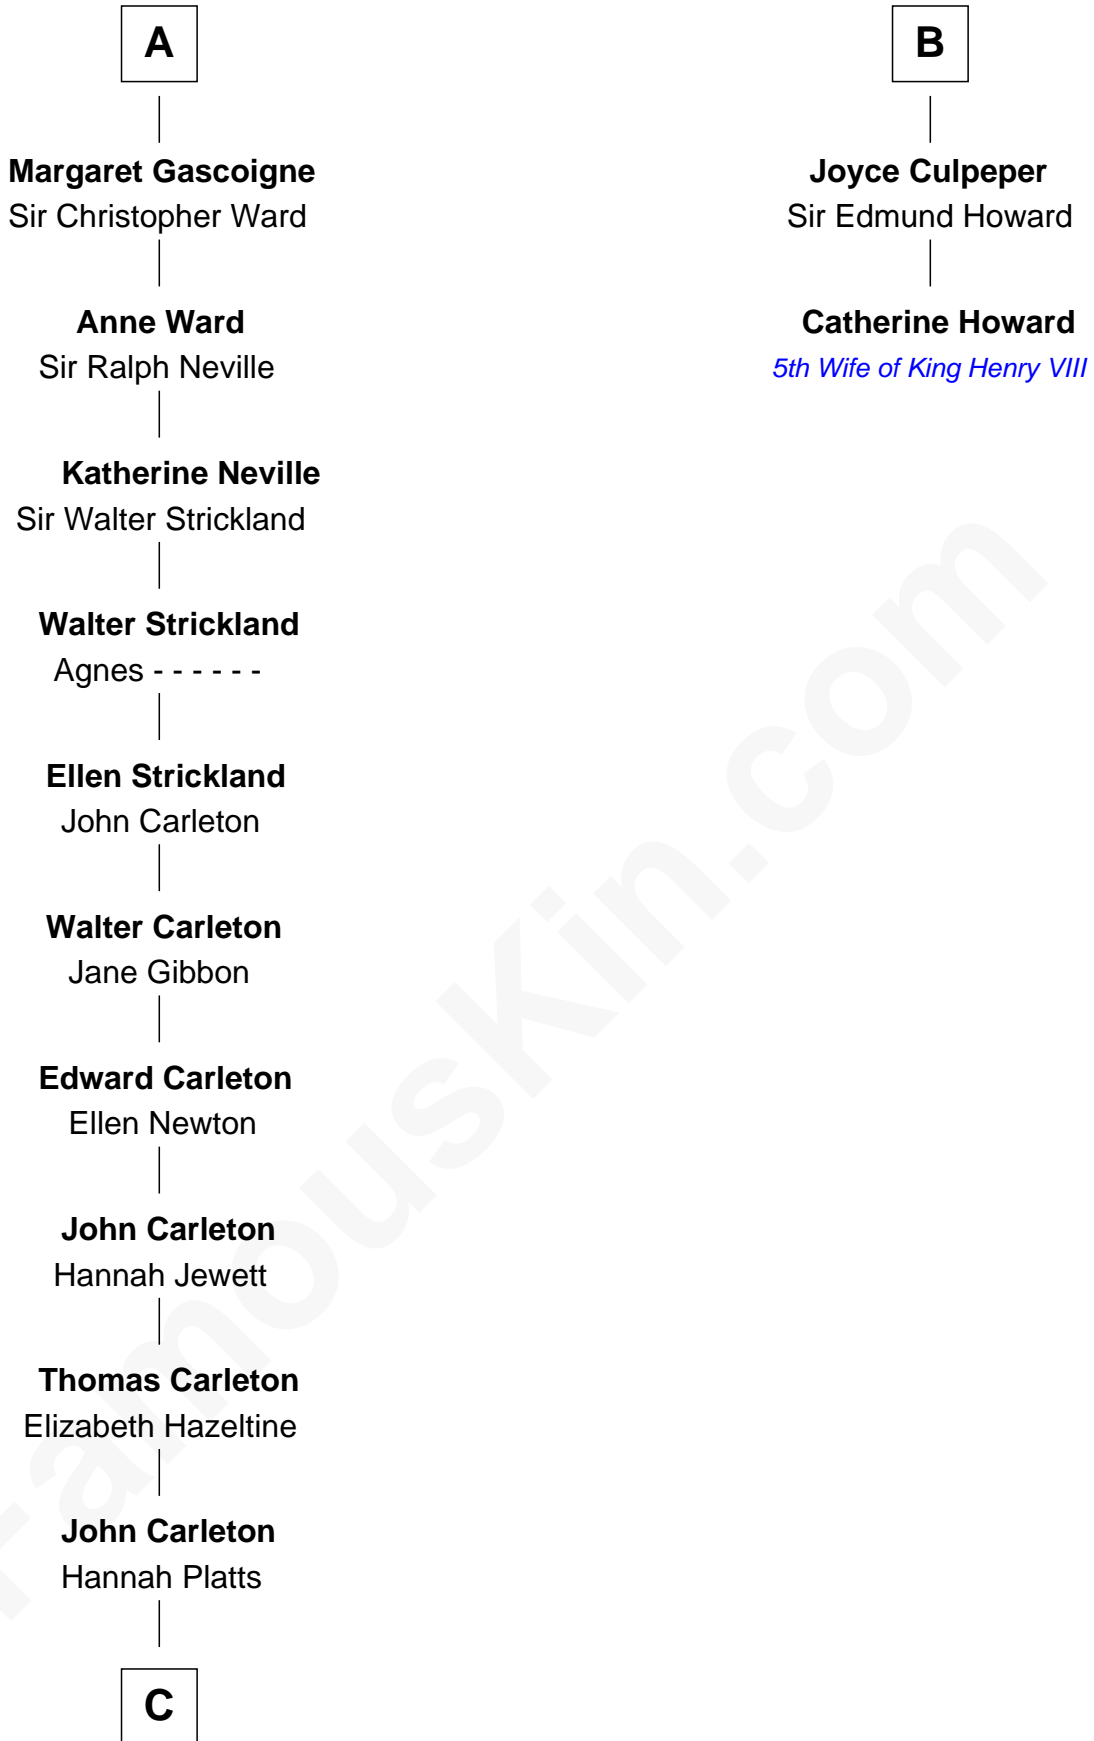 A
Margaret Gascoigne
Sir Christopher Ward
Anne Ward
Sir Ralph Neville
Katherine Neville
Sir Walter Strickland
Walter Strickland
Agnes - - - - - -
Ellen Strickland
John Carleton
Walter Carleton
Jane Gibbon
Edward Carleton
Ellen Newton
John Carleton
Hannah Jewett
Thomas Carleton
Elizabeth Hazeltine
John Carleton
Hannah Platts
C
B
Joyce Culpeper
Sir Edmund Howard
Catherine Howard
5th Wife of King Henry VIII
FamousKin.com